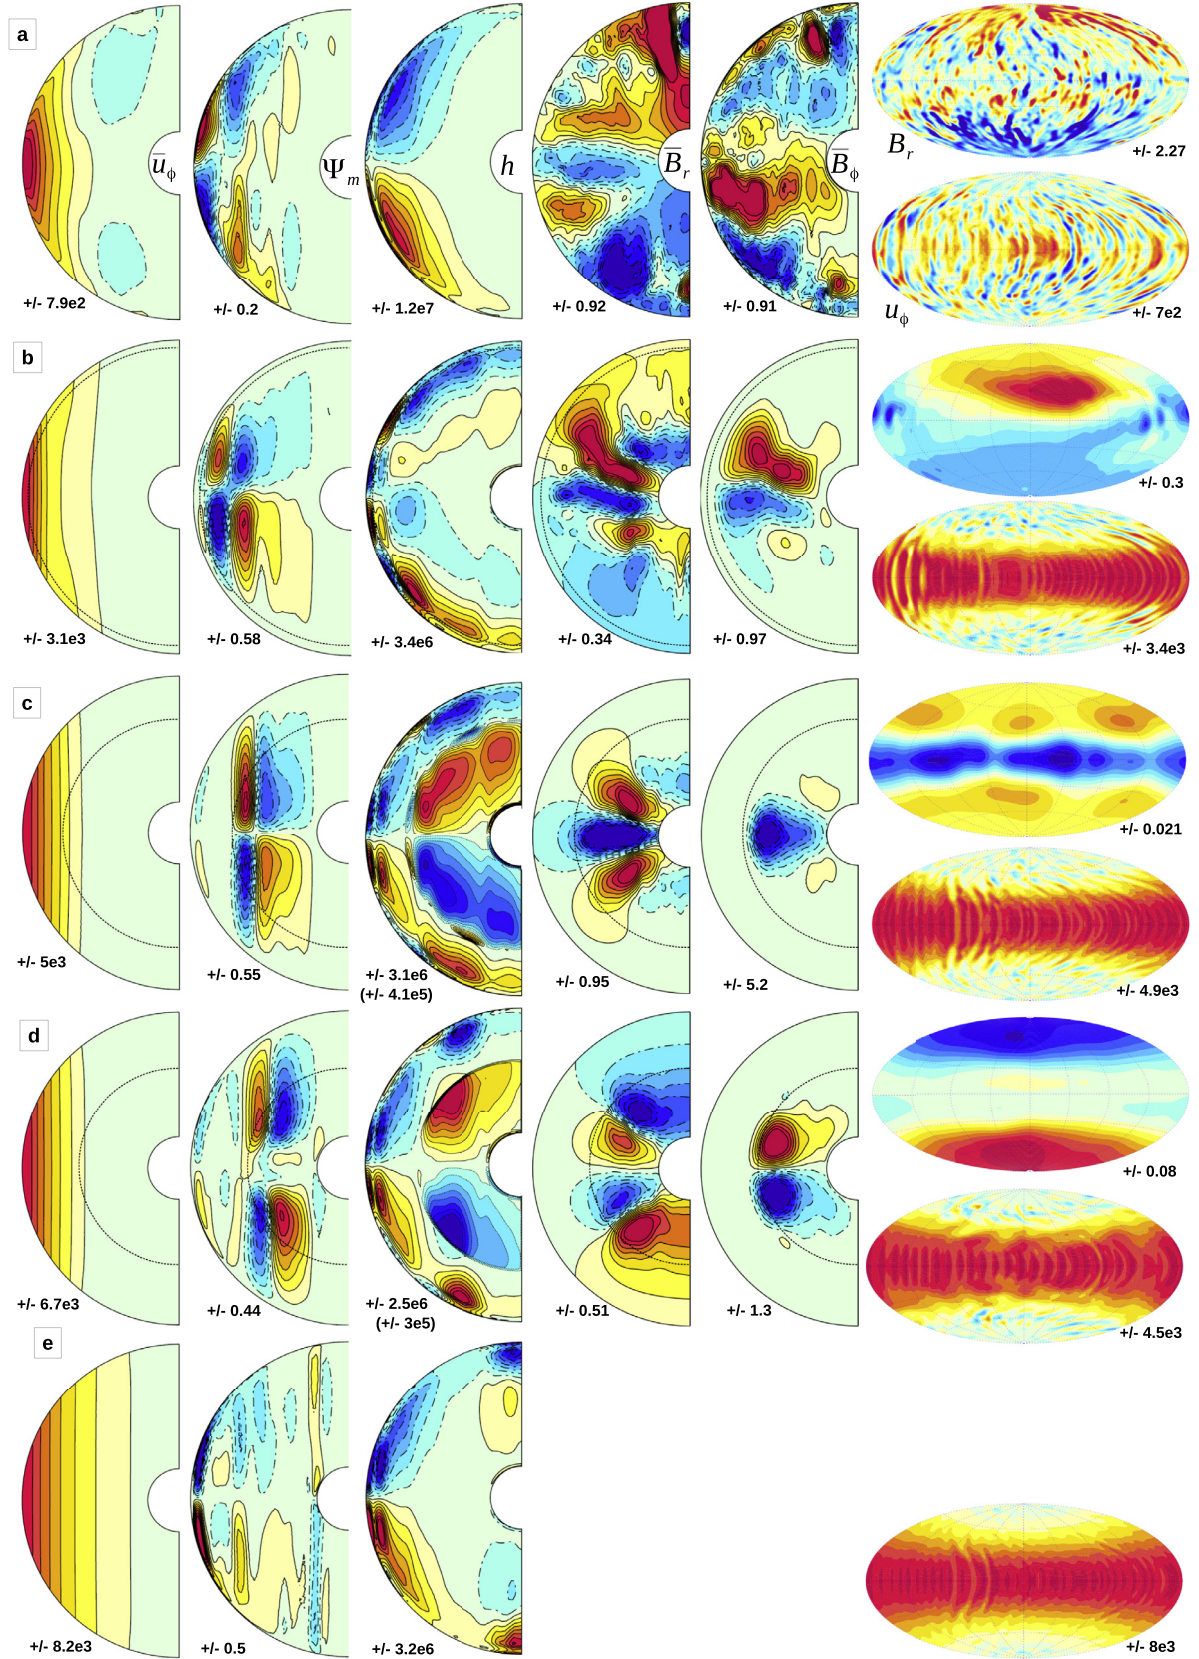 a
ū_ϕ
Ψ_m
h
B̅_r
B̅_ϕ
B_r
+/- 2.27
u_ϕ
+/- 7e2
+/- 7.9e2
+/- 0.2
+/- 1.2e7
+/- 0.92
+/- 0.91
b
+/- 0.3
+/- 3.1e3
+/- 0.58
+/- 3.4e6
+/- 0.34
+/- 0.97
+/- 3.4e3
c
+/- 0.021
+/- 5e3
+/- 0.55
+/- 3.1e6
(+/- 4.1e5)
+/- 0.95
+/- 5.2
+/- 4.9e3
d
+/- 0.08
+/- 6.7e3
+/- 0.44
+/- 2.5e6
(+/- 3e5)
+/- 0.51
+/- 1.3
+/- 4.5e3
e
+/- 8.2e3
+/- 0.5
+/- 3.2e6
+/- 8e3